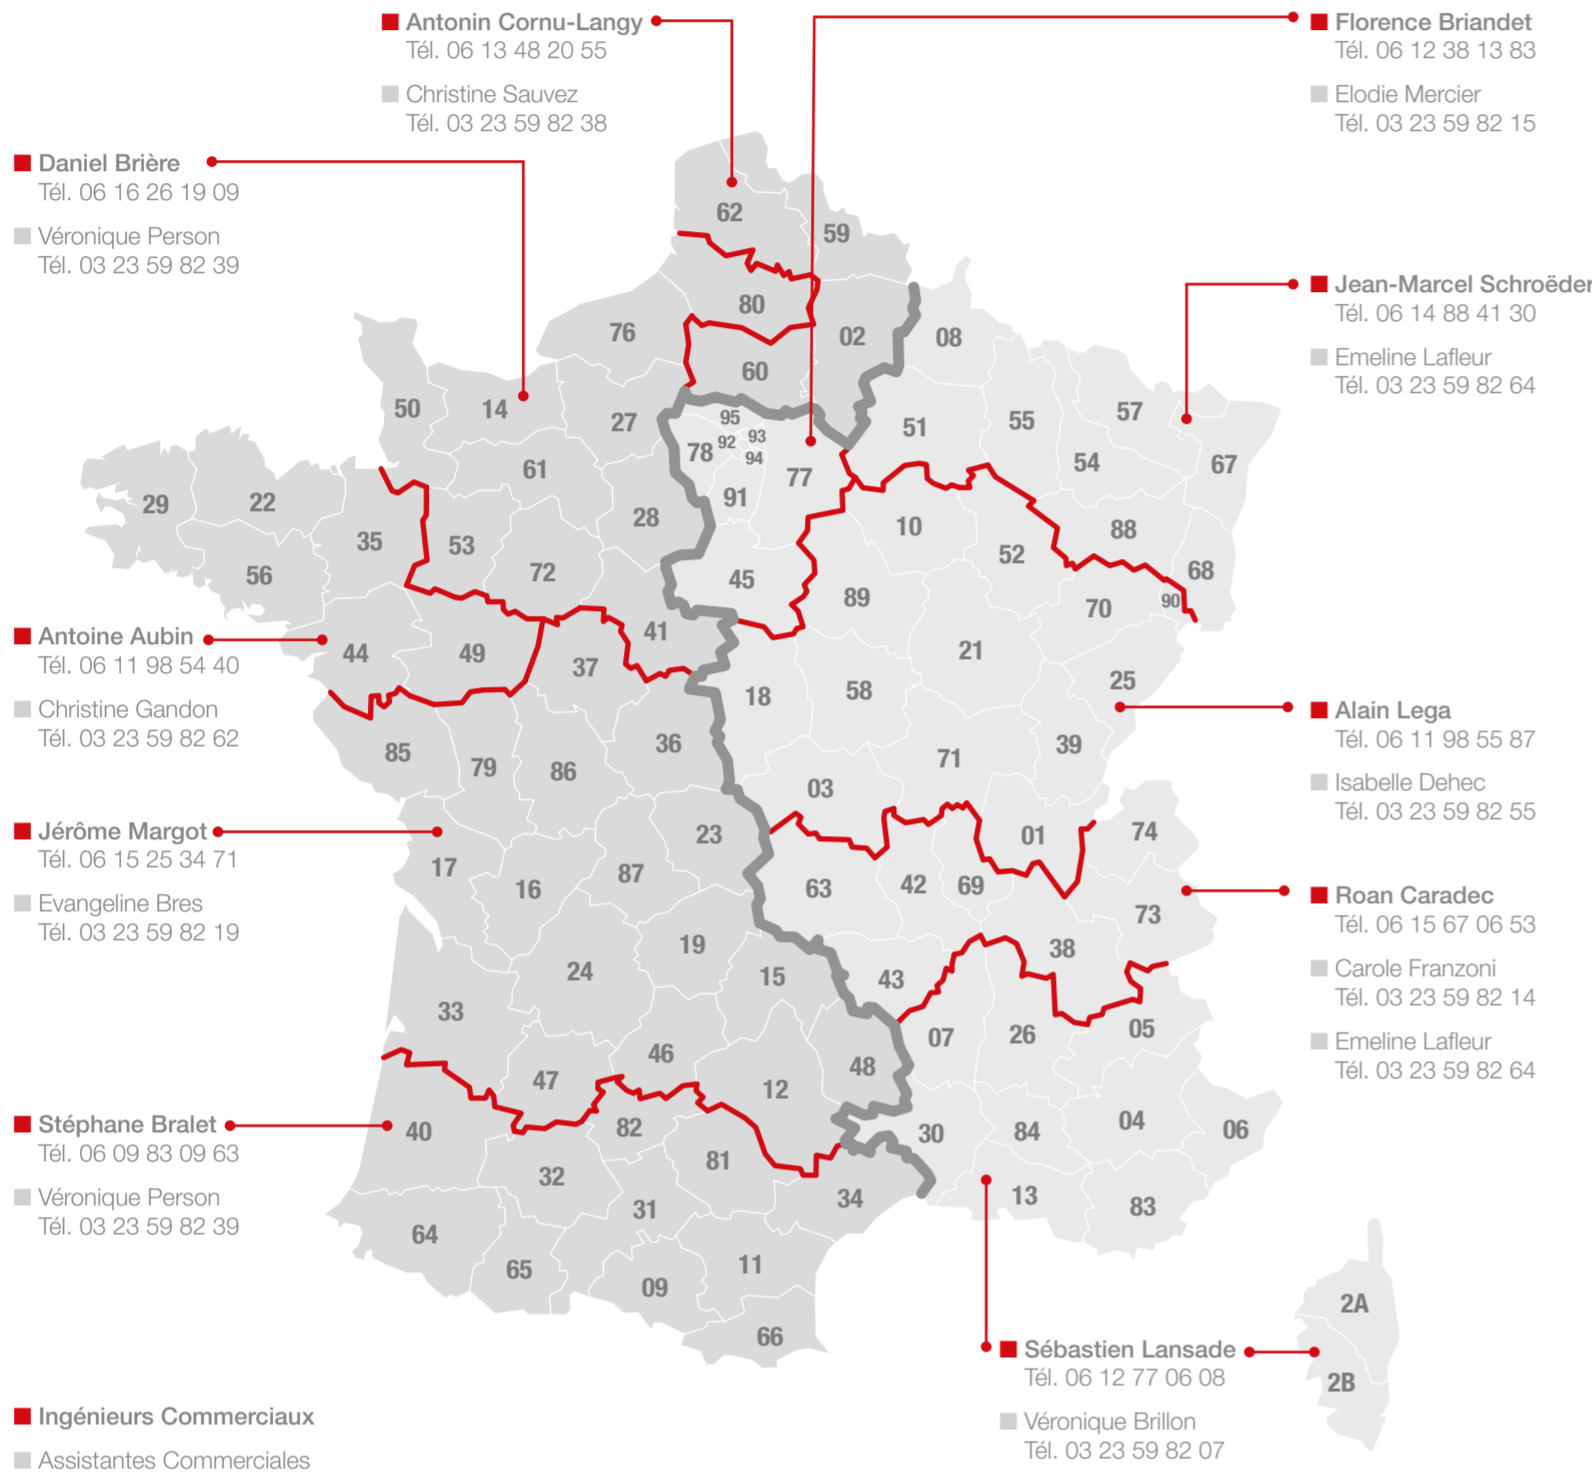 Antonin Cornu-Langy
Tél. 06 13 48 20 55
Christine Sauvez
Tél. 03 23 59 82 38
Florence Briandet
Tél. 06 12 38 13 83
Elodie Mercier
Tél. 03 23 59 82 15
Daniel Brière
Tél. 06 16 26 19 09
Véronique Person
Tél. 03 23 59 82 39
Jean-Marcel Schroëder
Tél. 06 14 88 41 30
Emeline Lafleur
Tél. 03 23 59 82 64
Antoine Aubin
Tél. 06 11 98 54 40
Christine Gandon
Tél. 03 23 59 82 62
Alain Lega
Tél. 06 11 98 55 87
Isabelle Dehec
Tél. 03 23 59 82 55
Jérôme Margot
Tél. 06 15 25 34 71
Evangeline Bres
Tél. 03 23 59 82 19
Roan Caradec
Tél. 06 15 67 06 53
Carole Franzoni
Tél. 03 23 59 82 14
Emeline Lafleur
Tél. 03 23 59 82 64
Stéphane Bralet
Tél. 06 09 83 09 63
Véronique Person
Tél. 03 23 59 82 39
Sébastien Lansade
Tél. 06 12 77 06 08
Véronique Brillon
Tél. 03 23 59 82 07
Ingénieurs Commerciaux
Assistantes Commerciales
62
59
80
76
02
08
60
50
14
27
95
92
93
94
78
77
51
55
57
54
67
61
91
29
22
35
53
28
10
88
56
72
45
52
68
89
70
90
44
49
37
41
21
18
58
25
85
79
86
36
71
39
03
23
01
74
17
16
87
63
42
69
73
19
38
24
15
43
33
07
26
05
46
47
48
12
40
82
30
84
04
06
32
81
34
13
83
31
64
65
11
09
66
2A
2B